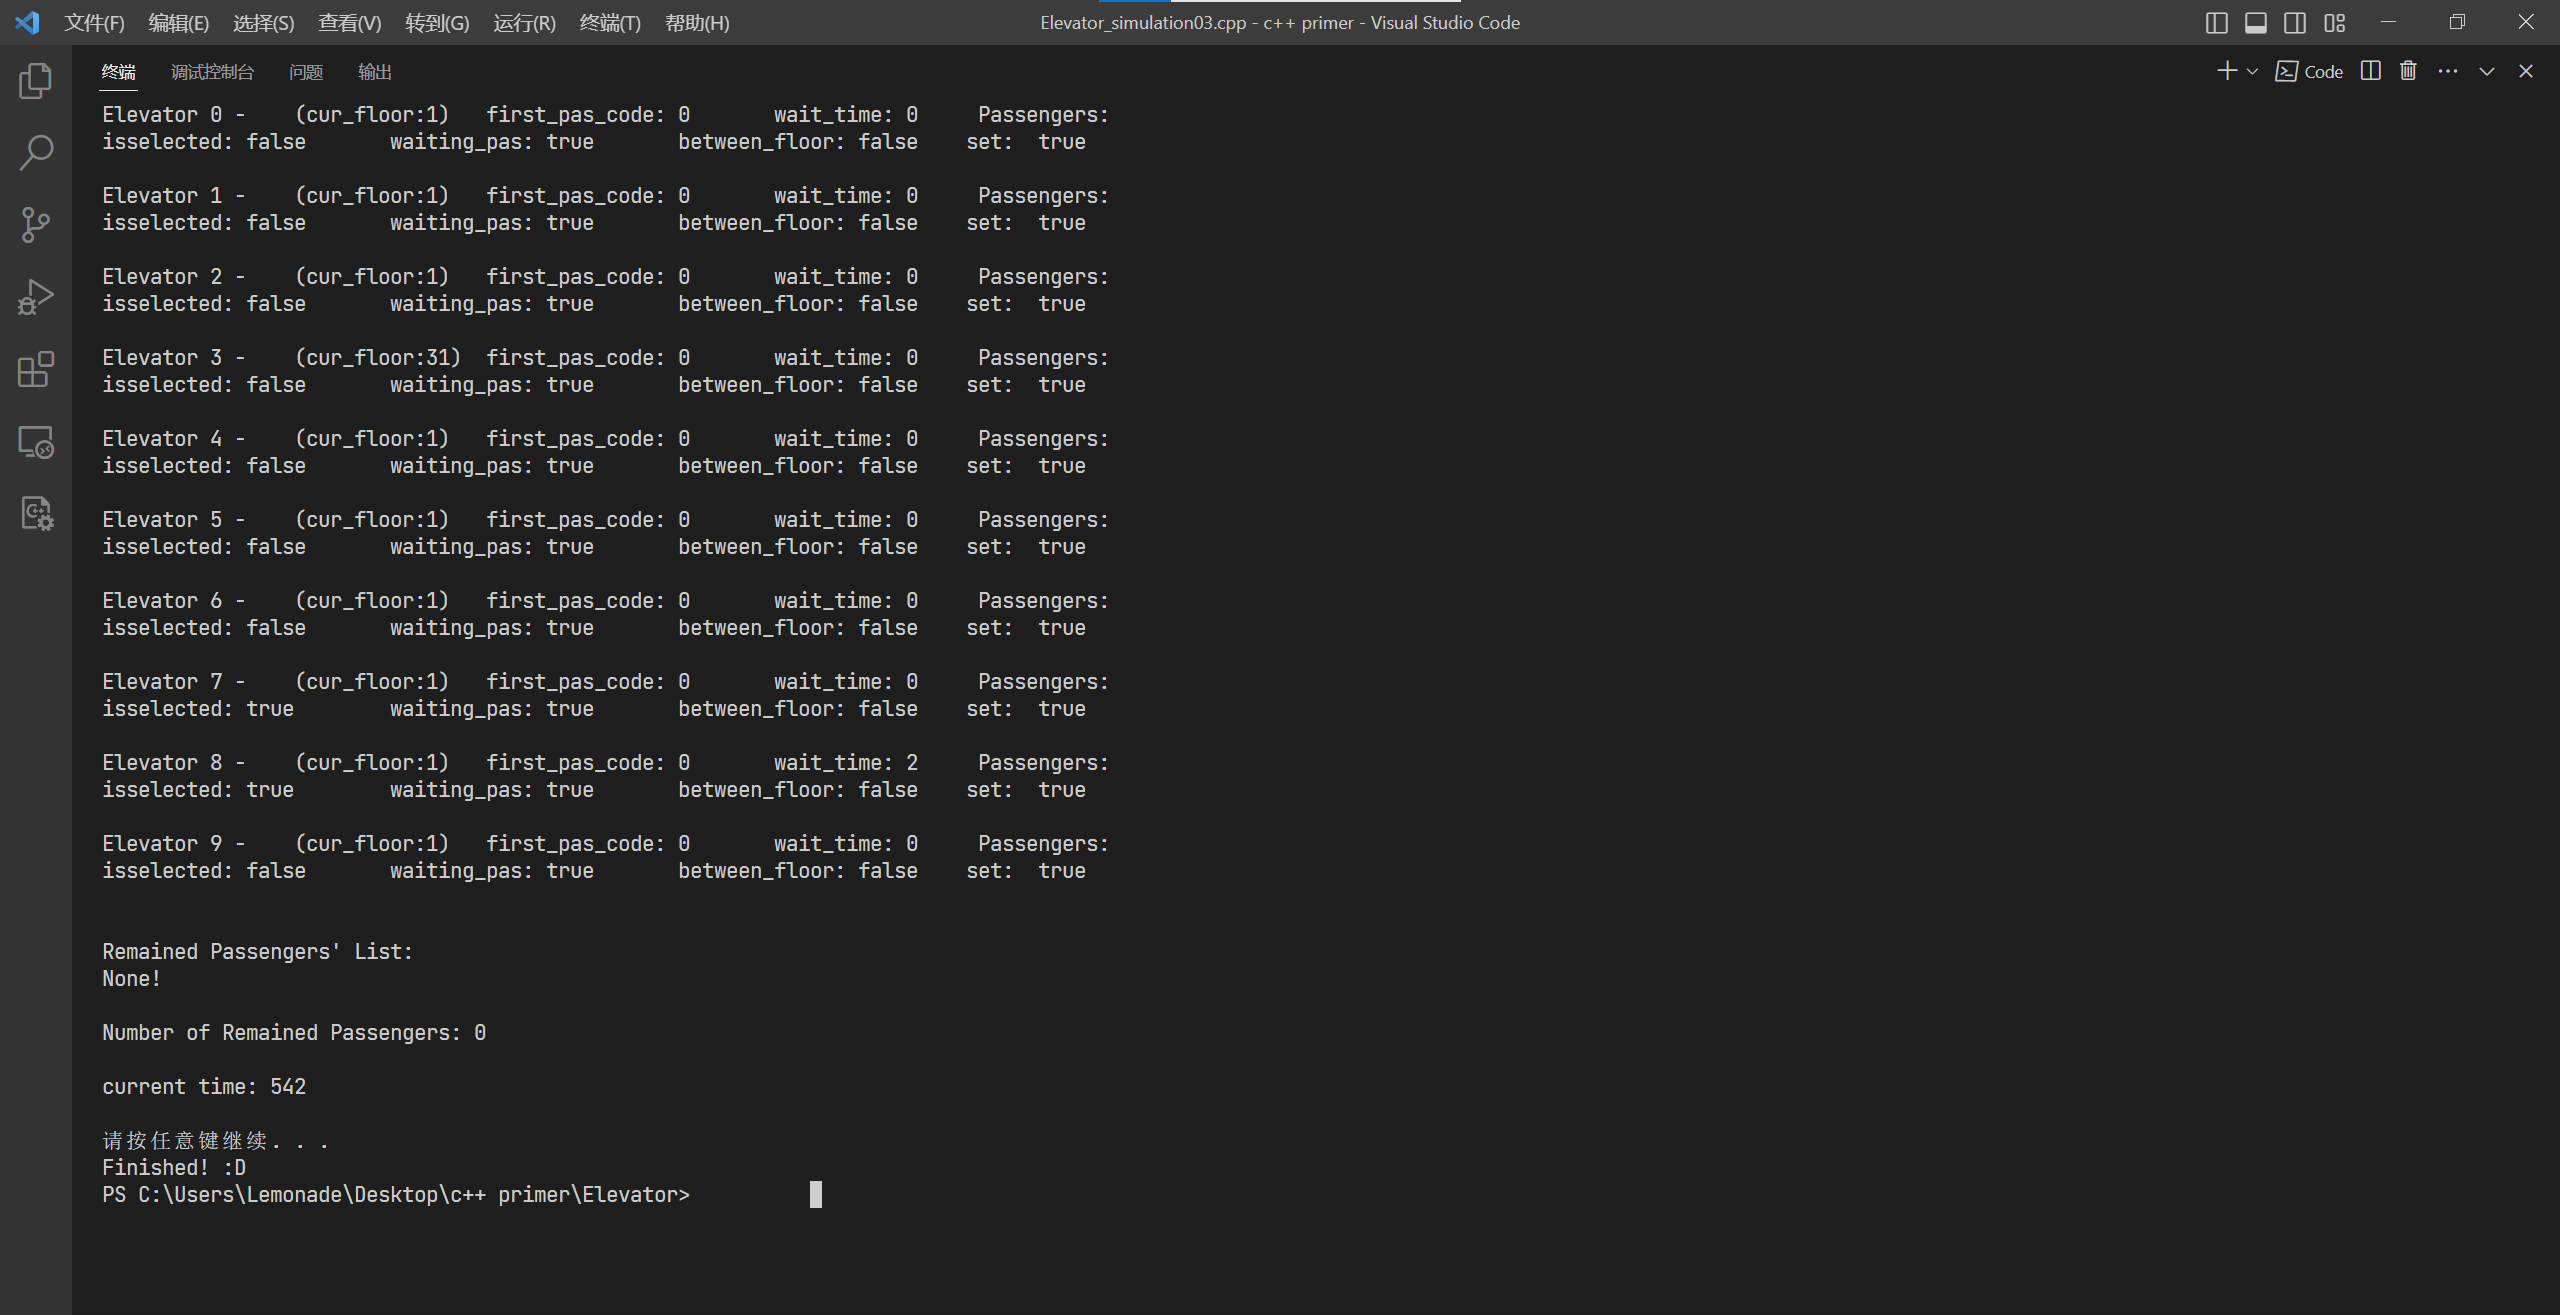 文件(F) 编辑(E) 选择(S) 查看(V) 转到(G) 运行(R) 终端(T) 帮助(H) Elevator_simulation03.cpp - c++ primer - Visual Studio Code
终端 调试控制台 问题 输出 Code
Elevator 0 - (cur_floor:1) first_pas_code: 0 wait_time: 0 Passengers:
isselected: false waiting_pas: true between_floor: false set: true
Elevator 1 - (cur_floor:1) first_pas_code: 0 wait_time: 0 Passengers:
isselected: false waiting_pas: true between_floor: false set: true
Elevator 2 - (cur_floor:1) first_pas_code: 0 wait_time: 0 Passengers:
isselected: false waiting_pas: true between_floor: false set: true
Elevator 3 - (cur_floor:31) first_pas_code: 0 wait_time: 0 Passengers:
isselected: false waiting_pas: true between_floor: false set: true
Elevator 4 - (cur_floor:1) first_pas_code: 0 wait_time: 0 Passengers:
isselected: false waiting_pas: true between_floor: false set: true
Elevator 5 - (cur_floor:1) first_pas_code: 0 wait_time: 0 Passengers:
isselected: false waiting_pas: true between_floor: false set: true
Elevator 6 - (cur_floor:1) first_pas_code: 0 wait_time: 0 Passengers:
isselected: false waiting_pas: true between_floor: false set: true
Elevator 7 - (cur_floor:1) first_pas_code: 0 wait_time: 0 Passengers:
isselected: true waiting_pas: true between_floor: false set: true
Elevator 8 - (cur_floor:1) first_pas_code: 0 wait_time: 2 Passengers:
isselected: true waiting_pas: true between_floor: false set: true
Elevator 9 - (cur_floor:1) first_pas_code: 0 wait_time: 0 Passengers:
isselected: false waiting_pas: true between_floor: false set: true
Remained Passengers' List:
None!
Number of Remained Passengers: 0
current time: 542
请按任意键继续. . .
Finished! :D
PS C:\Users\Lemonade\Desktop\c++ primer\Elevator>